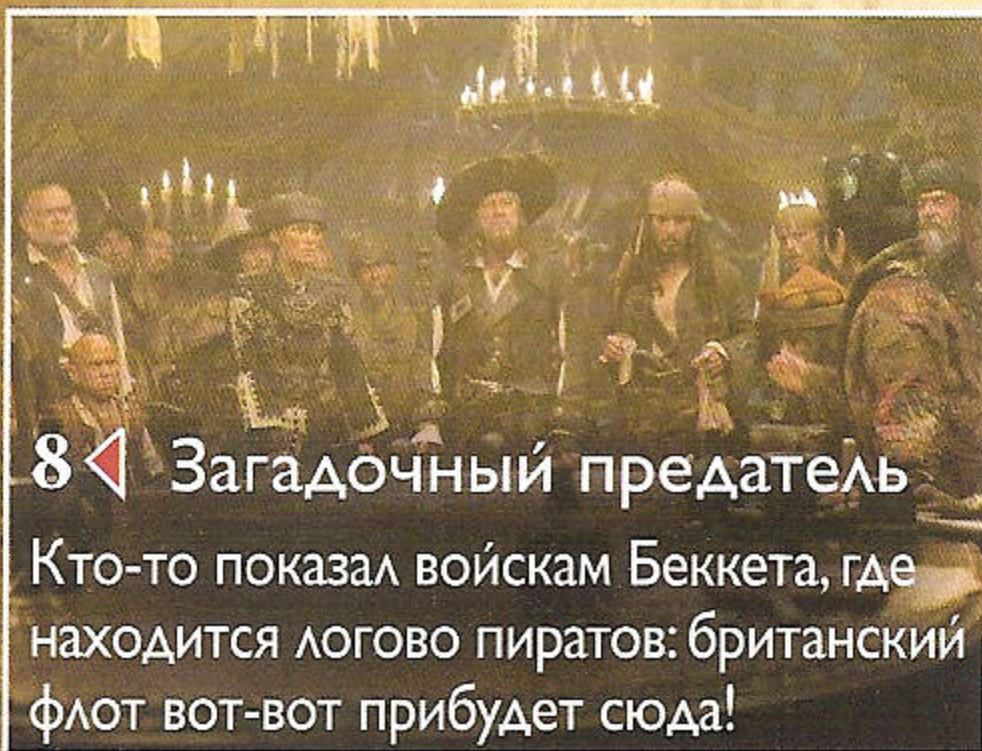 8 Загадочный предатель
Кто-то показал войскам Беккета, где
находится логово пиратов: британский
флот вот-вот прибудет сюда!